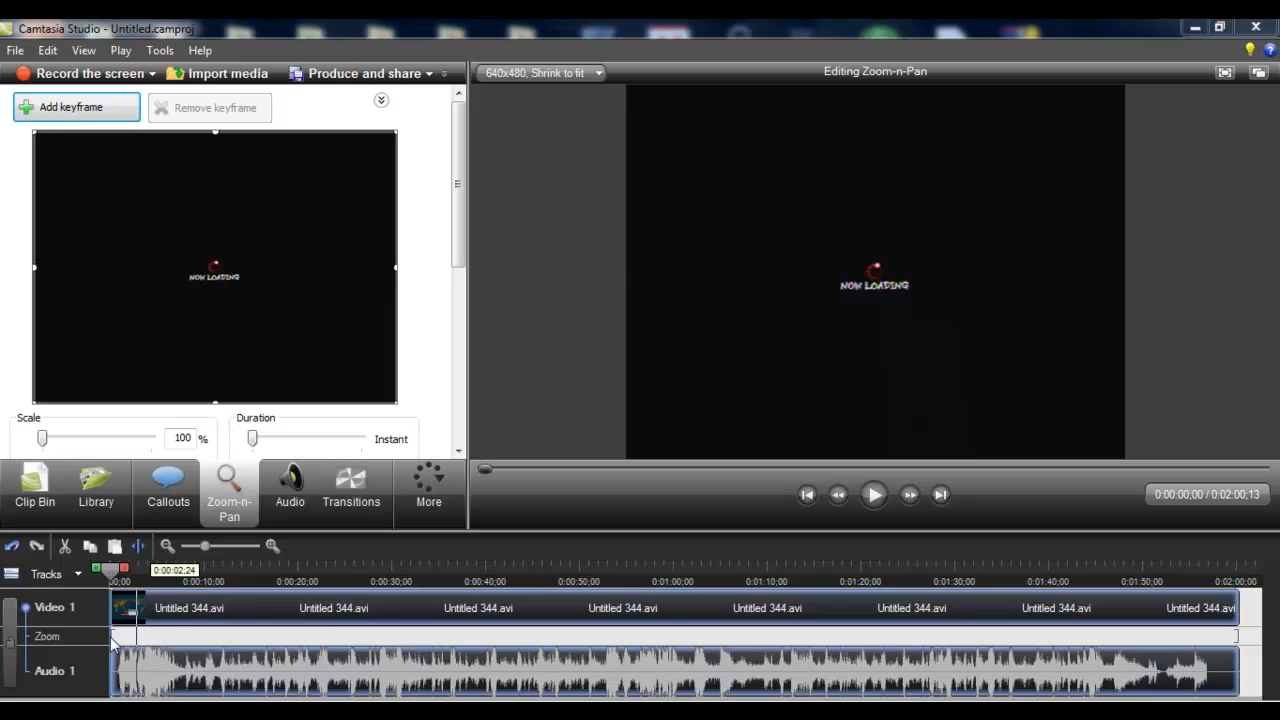 Camtasia Studio - Untitled.camproj
File Edit View Play Tools Help
Record the screen Import media Produce and share
640x480, Shrink to fit
Editing Zoom-n-Pan
Add keyframe Remove keyframe
NOW LOADING
NOW LOADING
Scale
100 %
Duration
Instant
Clip Bin Library Callouts Zoom-n-Pan Audio Transitions More
0:00:00;00 / 0:02:00;13
Tracks
0:00:02;24
00;00 0:00:10;00 0:00:20;00 0:00:30;00 0:00:40;00 0:00:50;00 0:01:00;00 0:01:10;00 0:01:20;00 0:01:30;00 0:01:40;00 0:01:50;00 0:02:00;00
Video 1 Untitled 344.avi Untitled 344.avi Untitled 344.avi Untitled 344.avi Untitled 344.avi Untitled 344.avi Untitled 344.avi Untitled 344.avi
Zoom
Audio 1